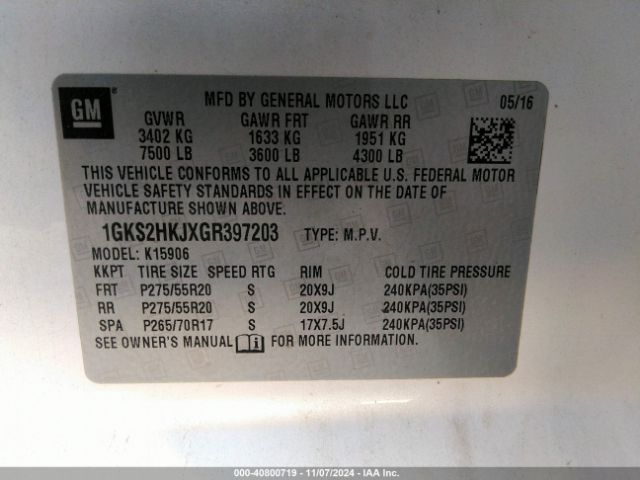 GM
MFD BY GENERAL MOTORS LLC 05/16
GVWR GAWR FRT GAWR RR
3402 KG 1633 KG 1951 KG
7500 LB 3600 LB 4300 LB
THIS VEHICLE CONFORMS TO ALL APPLICABLE U.S. FEDERAL MOTOR
VEHICLE SAFETY STANDARDS IN EFFECT ON THE DATE OF
MANUFACTURE SHOWN ABOVE.
1GKS2HKJXGR397203 TYPE: M.P.V.
MODEL: K15906
KKPT TIRE SIZE SPEED RTG RIM COLD TIRE PRESSURE
FRT P275/55R20 S 20X9J 240KPA(35PSI)
RR P275/55R20 S 20X9J 240KPA(35PSI)
SPA P265/70R17 S 17X7.5J 240KPA(35PSI)
SEE OWNER'S MANUAL FOR MORE INFORMATION.
000-40800719 - 11/07/2024 - IAA Inc.